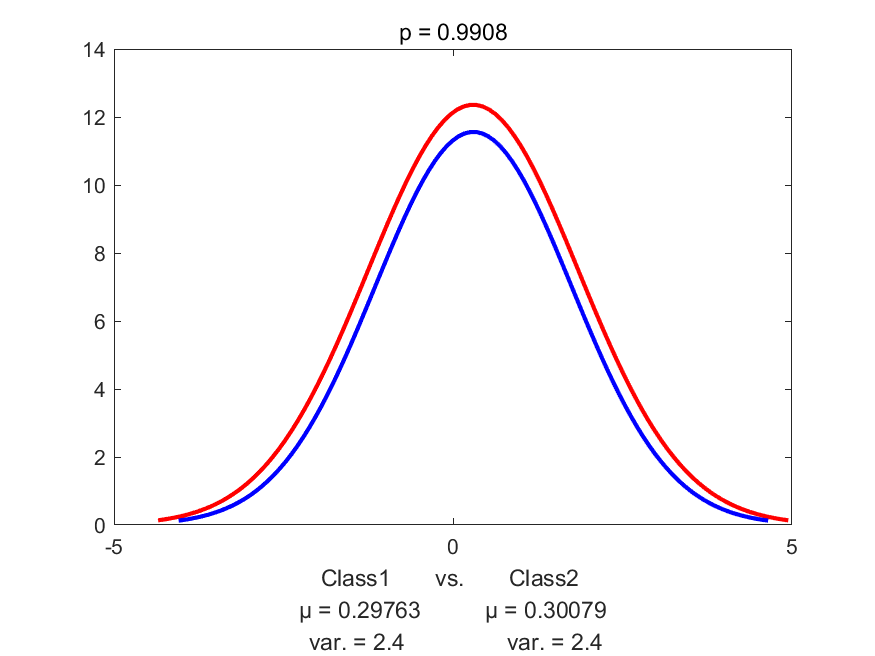 p = 0.9908
14
12
10
8
6
4
2
0
-5 0 5
Class1 vs. Class2
μ = 0.29763 μ = 0.30079
var. = 2.4 var. = 2.4